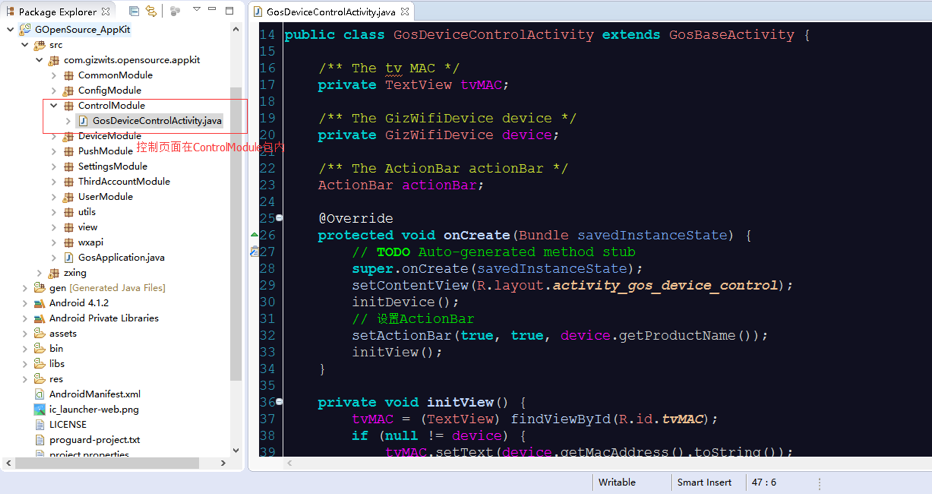 Package Explorer
GOpenSource_AppKit
src
com.gizwits.opensource.appkit
CommonModule
ConfigModule
ControlModule
GosDeviceControlActivity.java
DeviceModule
PushModule
控制页面在ControlModule包内
SettingsModule
ThirdAccountModule
UserModule
utils
view
wxapi
GosApplication.java
zxing
gen [Generated Java Files]
Android 4.1.2
Android Private Libraries
assets
bin
libs
res
AndroidManifest.xml
ic_launcher-web.png
LICENSE
proguard-project.txt
project.properties
GosDeviceControlActivity.java
14 public class GosDeviceControlActivity extends GosBaseActivity {
15
16 /** The tv MAC */
17 private TextView tvMAC;
18
19 /** The GizWifiDevice device */
20 private GizWifiDevice device;
21
22 /** The ActionBar actionBar */
23 ActionBar actionBar;
24
25 @Override
26 protected void onCreate(Bundle savedInstanceState) {
27 // TODO Auto-generated method stub
28 super.onCreate(savedInstanceState);
29 setContentView(R.layout.activity_gos_device_control);
30 initDevice();
31 // 设置ActionBar
32 setActionBar(true, true, device.getProductName());
33 initView();
34 }
35
36 private void initView() {
37 tvMAC = (TextView) findViewById(R.id.tvMAC);
38 if (null != device) {
39 tvMAC.setText(device.getMacAddress().toString());
Writable
Smart Insert
47 : 6